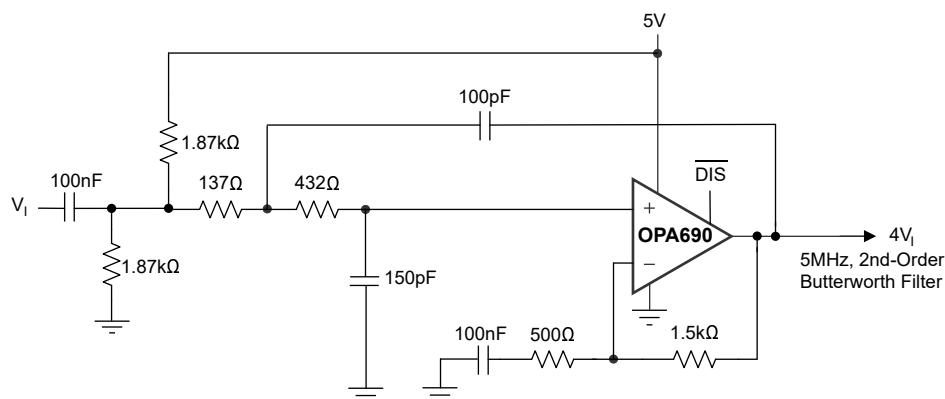 5V
100pF
1.87kΩ
137Ω
432Ω
DIS
100nF
V_I
+
OPA690
4V_I
−
5MHz, 2nd-Order
Butterworth Filter
1.87kΩ
150pF
100nF
500Ω
1.5kΩ